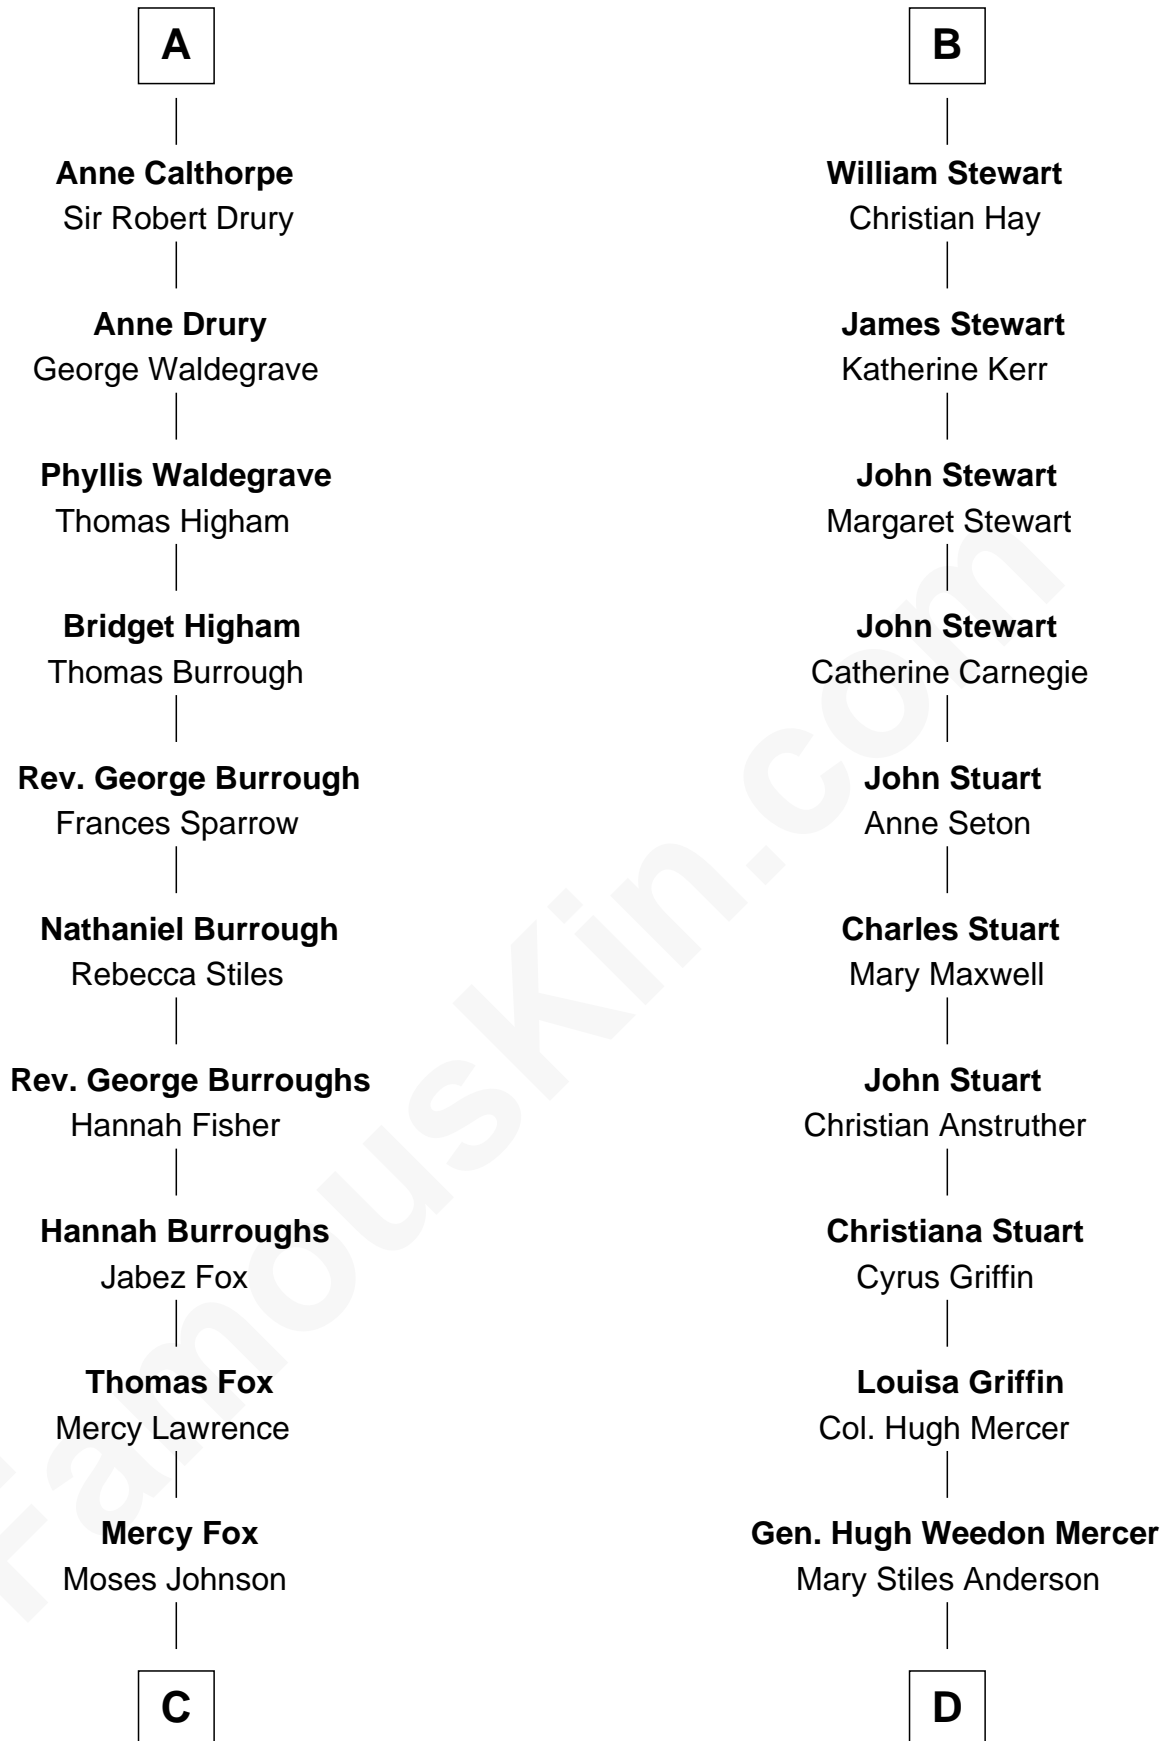 A
Anne Calthorpe
Sir Robert Drury
Anne Drury
George Waldegrave
Phyllis Waldegrave
Thomas Higham
Bridget Higham
Thomas Burrough
Rev. George Burrough
Frances Sparrow
Nathaniel Burrough
Rebecca Stiles
Rev. George Burroughs
Hannah Fisher
Hannah Burroughs
Jabez Fox
Thomas Fox
Mercy Lawrence
Mercy Fox
Moses Johnson
C
B
William Stewart
Christian Hay
James Stewart
Katherine Kerr
John Stewart
Margaret Stewart
John Stewart
Catherine Carnegie
John Stuart
Anne Seton
Charles Stuart
Mary Maxwell
John Stuart
Christian Anstruther
Christiana Stuart
Cyrus Griffin
Louisa Griffin
Col. Hugh Mercer
Gen. Hugh Weedon Mercer
Mary Stiles Anderson
D
FamousKin.com